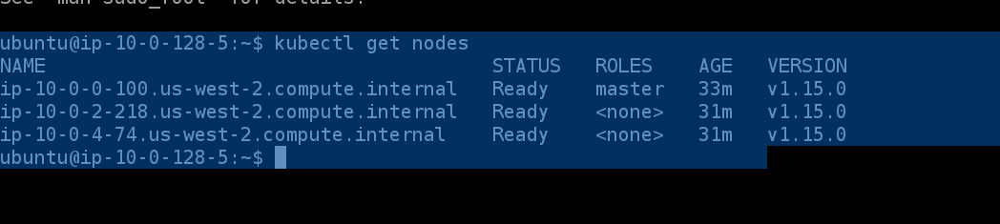 See "man sudo_root" for details.
ubuntu@ip-10-0-128-5:~$ kubectl get nodes
NAME STATUS ROLES AGE VERSION
ip-10-0-0-100.us-west-2.compute.internal Ready master 33m v1.15.0
ip-10-0-2-218.us-west-2.compute.internal Ready <none> 31m v1.15.0
ip-10-0-4-74.us-west-2.compute.internal Ready <none> 31m v1.15.0
ubuntu@ip-10-0-128-5:~$